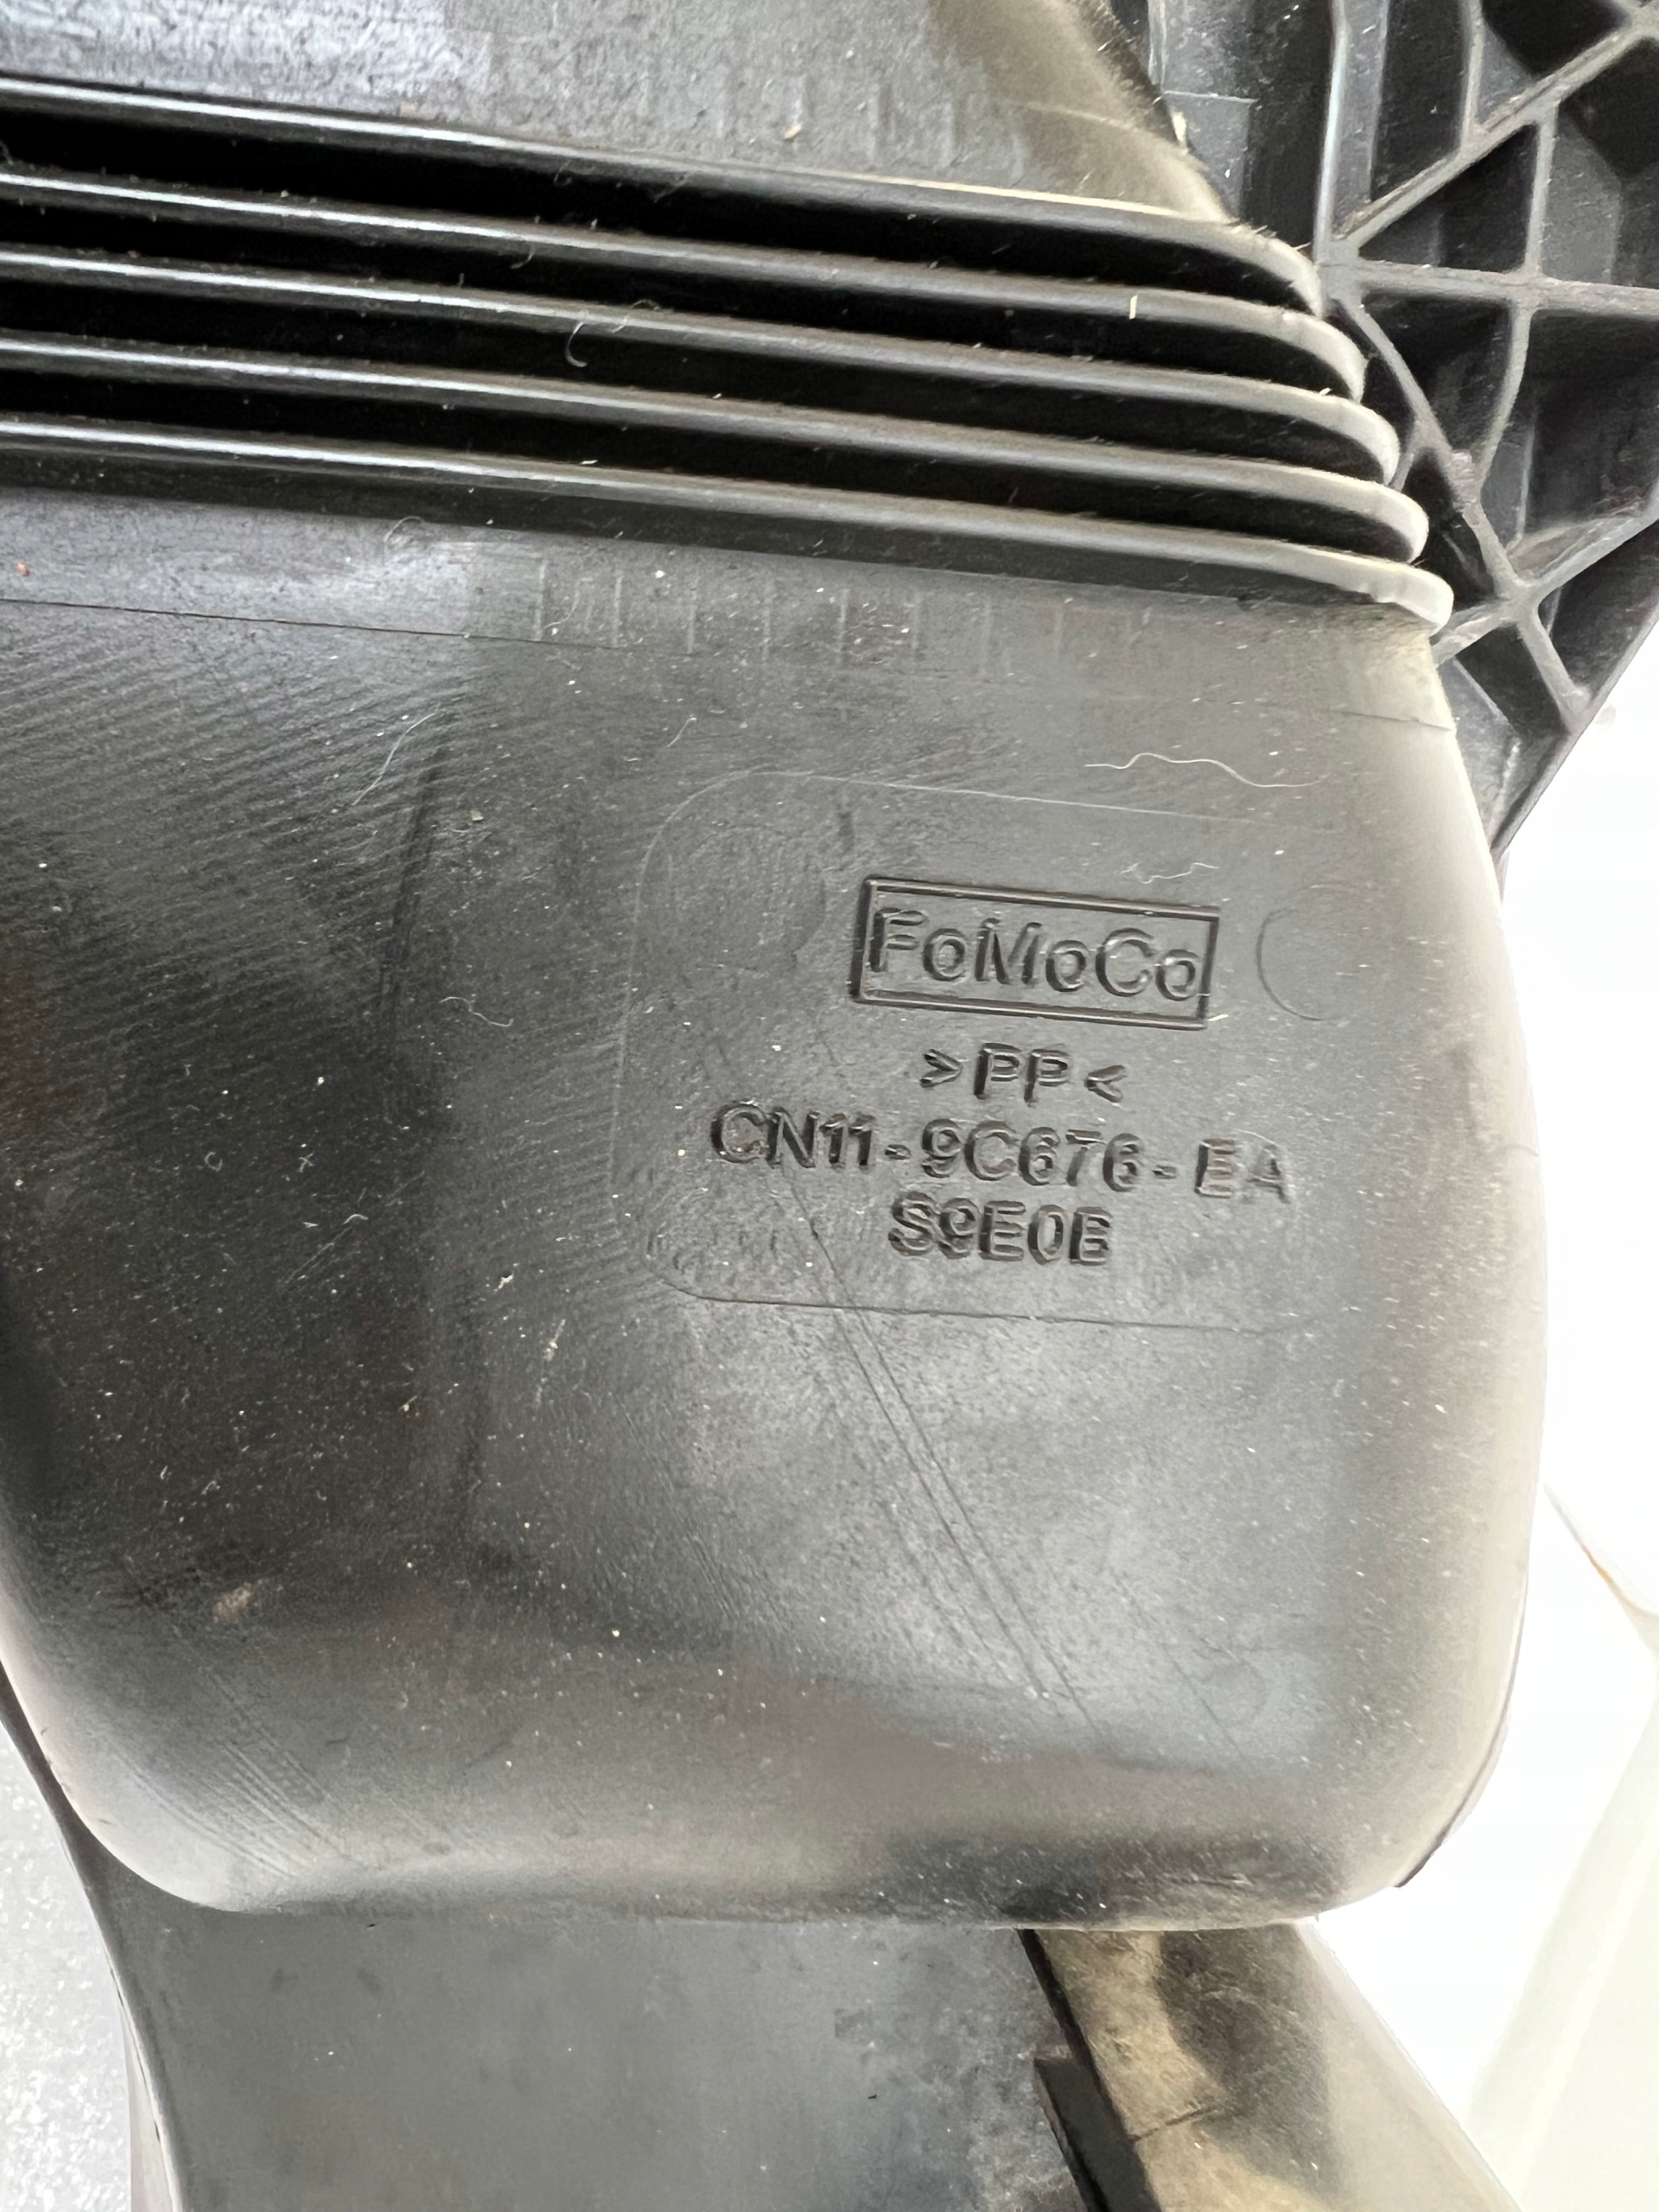 FoMoCo
>PP<
CN11-9C676-EA
S9E0B